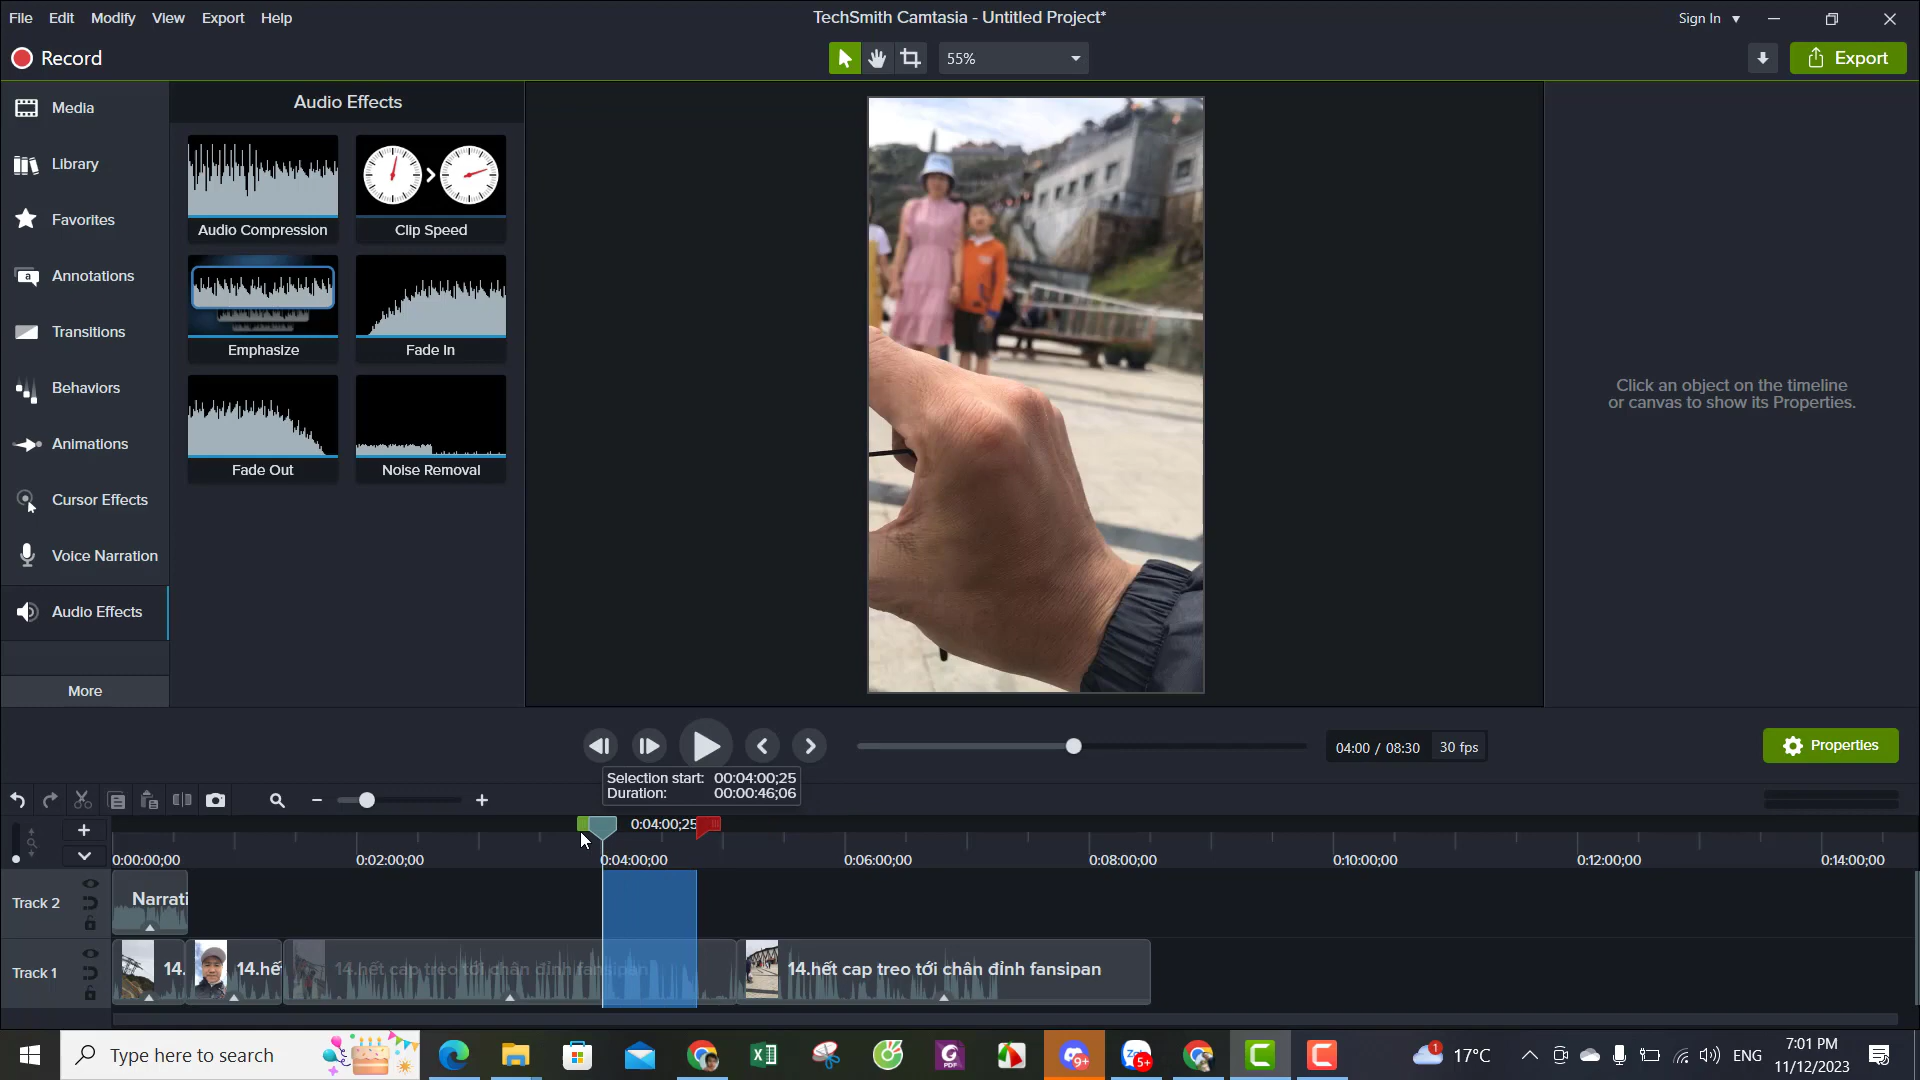 File Edit Modify View Export Help
TechSmith Camtasia - Untitled Project*
Sign In
Record
55%
Export
Media
Library
Favorites
Annotations
Transitions
Behaviors
Animations
Cursor Effects
Voice Narration
Audio Effects
More
Audio Effects
Audio Compression
Clip Speed
Emphasize
Fade In
Fade Out
Noise Removal
Click an object on the timeline
or canvas to show its Properties.
04:00 / 08:30 30 fps
Properties
Selection start: 00:04:00;25
Duration: 00:00:46;06
0:04:00;25
0:00:00;00 0:02:00;00 0:04:00;00 0:06:00;00 0:08:00;00 0:10:00;00 0:12:00;00 0:14:00;00
Track 2
Narrati
Track 1
14.
14.hế
14.hết cap treo tới chân đỉnh fansipan
14.hết cap treo tới chân đỉnh fansipan
Type here to search
PDF
9+
5+
1
17°C
ENG
7:01 PM
11/12/2023